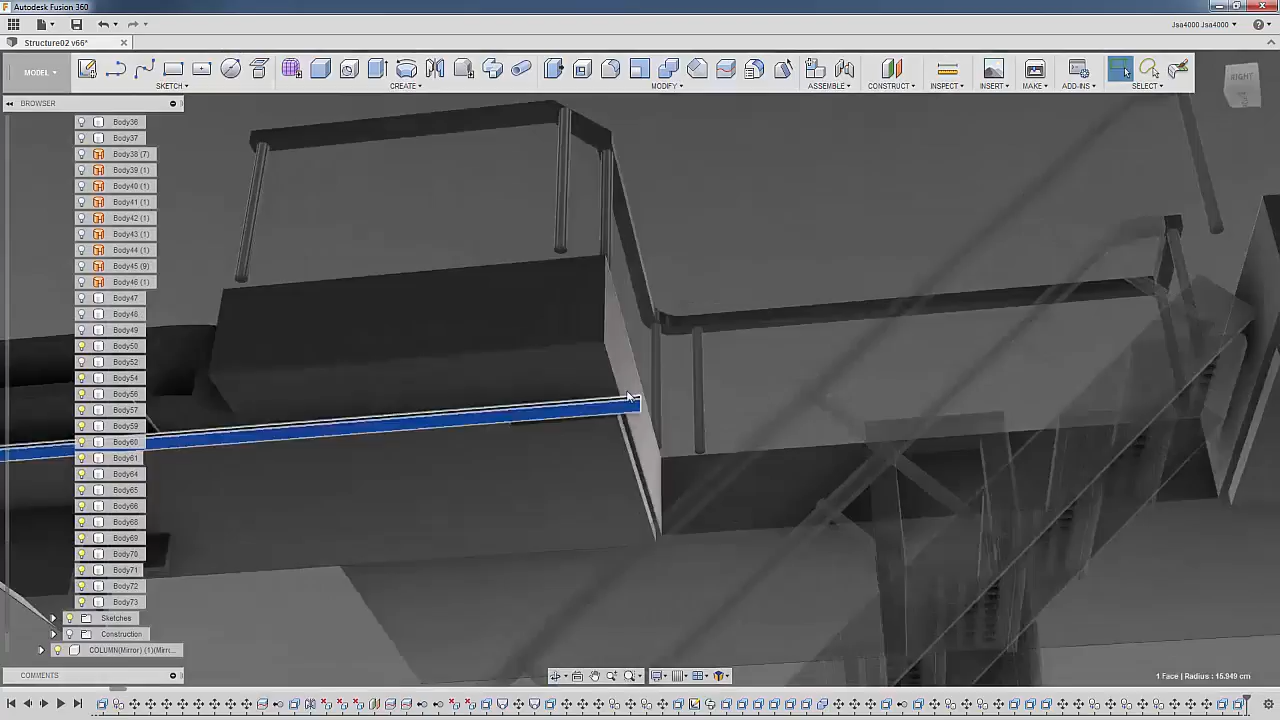 Autodesk Fusion 360
Jsa4000 Jsa4000
Structure02 v66*
MODEL
SKETCH
CREATE
MODIFY
ASSEMBLE
CONSTRUCT
INSPECT
INSERT
MAKE
ADD-INS
SELECT
RIGHT
BROWSER
Body36
Body37
Body38 (7)
Body39 (1)
Body40 (1)
Body41 (1)
Body42 (1)
Body43 (1)
Body44 (1)
Body45 (9)
Body46 (1)
Body47
Body48
Body49
Body50
Body52
Body54
Body56
Body57
Body59
Body60
Body61
Body64
Body65
Body66
Body68
Body69
Body70
Body71
Body72
Body73
Sketches
Construction
COLUMN(Mirror) (1)(Mirr...
COMMENTS
1 Face | Radius : 15.949 cm